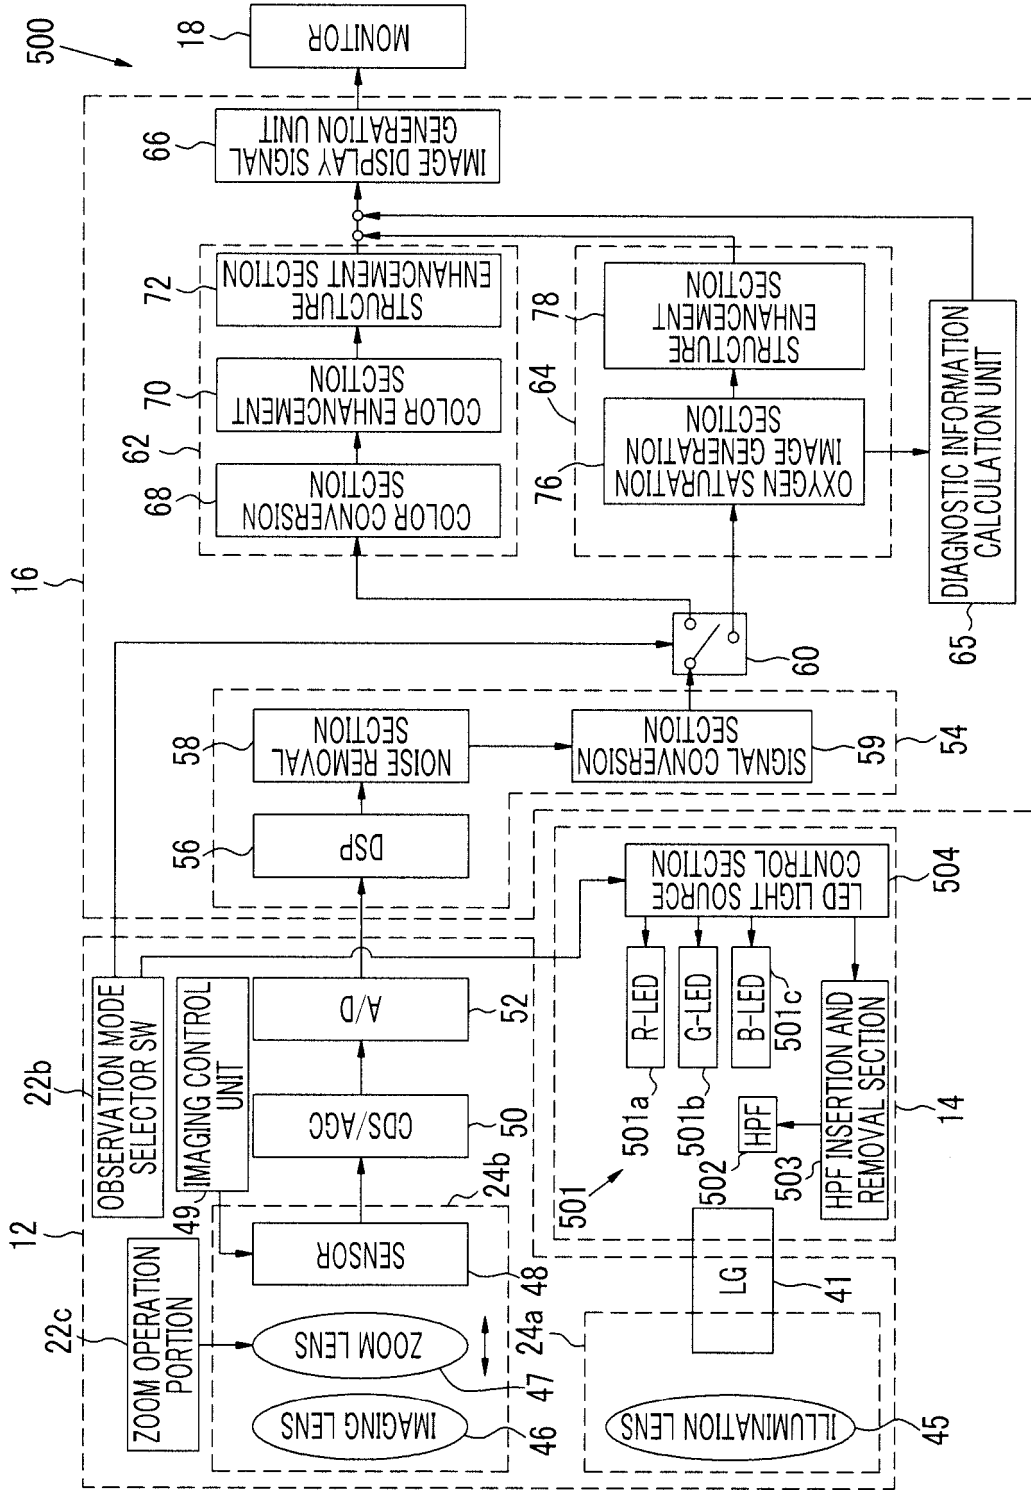 500
12
22c
ZOOM OPERATION
PORTION
22b
OBSERVATION MODE
SELECTOR SW
49
IMAGING CONTROL
UNIT
IMAGING LENS
46
ZOOM LENS
47
SENSOR
48
24b
CDS/AGC
50
A/D
52
24a
ILLUMINATION LENS
45
LG
41
501
R-LED
501a
G-LED
501b
B-LED
501c
HPF
502
503
HPF INSERTION AND
REMOVAL SECTION
14
LED LIGHT SOURCE
CONTROL SECTION
504
16
56
DSP
58
NOISE REMOVAL
SECTION
SIGNAL CONVERSION
SECTION
59
54
60
62
68
COLOR CONVERSION
SECTION
70
COLOR ENHANCEMENT
SECTION
72
STRUCTURE
ENHANCEMENT SECTION
64
76
OXYGEN SATURATION
IMAGE GENERATION
SECTION
78
STRUCTURE
ENHANCEMENT
SECTION
65
DIAGNOSTIC INFORMATION
CALCULATION UNIT
66
IMAGE DISPLAY SIGNAL
GENERATION UNIT
18
MONITOR